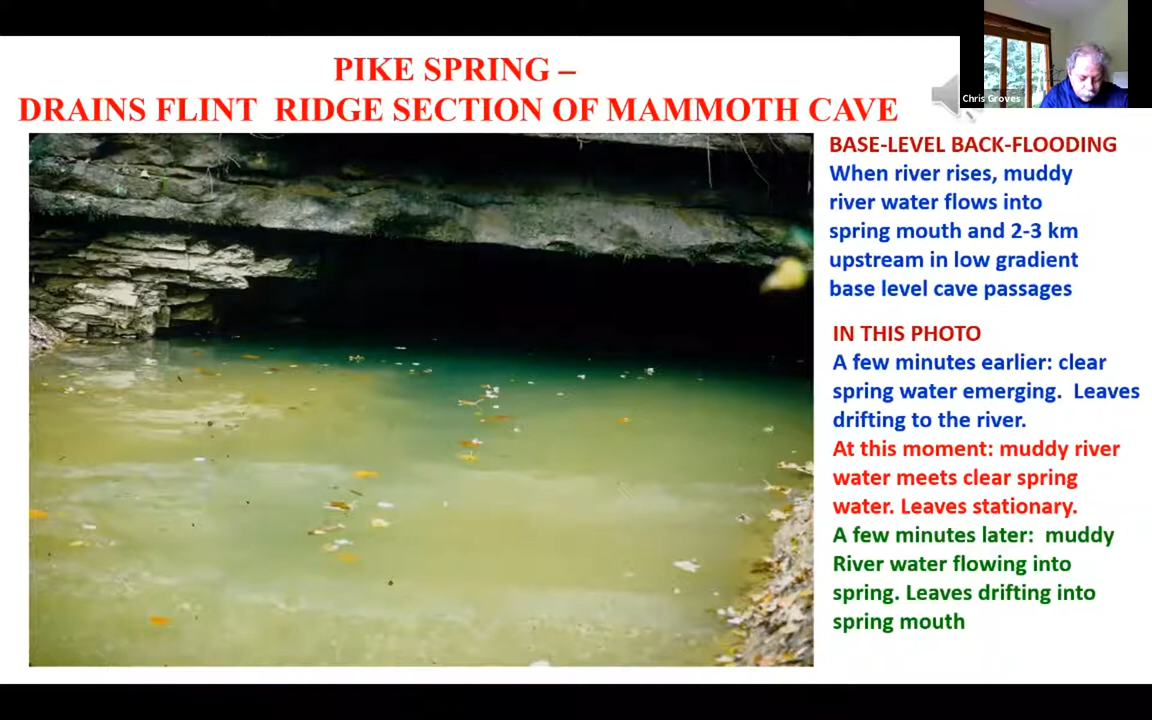 PIKE SPRING –
DRAINS FLINT RIDGE SECTION OF MAMMOTH CAVE
Chris Groves
BASE-LEVEL BACK-FLOODING
When river rises, muddy
river water flows into
spring mouth and 2-3 km
upstream in low gradient
base level cave passages
IN THIS PHOTO
A few minutes earlier: clear
spring water emerging. Leaves
drifting to the river.
At this moment: muddy river
water meets clear spring
water. Leaves stationary.
A few minutes later: muddy
River water flowing into
spring. Leaves drifting into
spring mouth